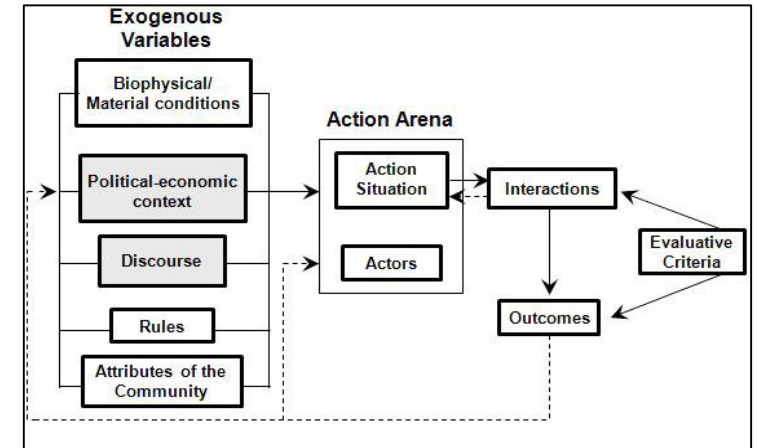 Exogenous
Variables
Biophysical/
Material conditions
Political-economic
context
Discourse
Rules
Attributes of the
Community
Action Arena
Action
Situation
Actors
Interactions
Outcomes
Evaluative
Criteria